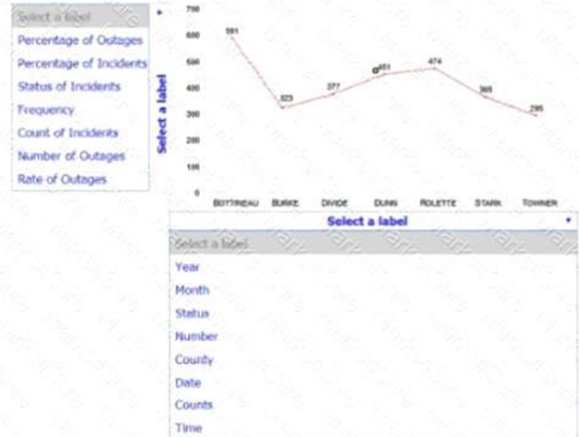 Select a label
Percentage of Outages
Percentage of Incidents
Status of Incidents
Frequency
Count of Incidents
Number of Outages
Rate of Outages
Select a label
700
600
500
400
300
200
100
0
591
323
377
451
474
365
295
BOTTINEAU BURKE DIVIDE DUNN ROLETTE STARK TOWNER
Select a label
Select a label
Year
Month
Status
Number
County
Date
Counts
Time